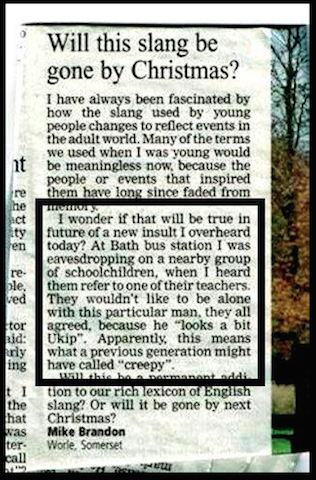 Will this slang be
gone by Christmas?
I have always been fascinated by
how the slang used by young
people changes to reflect events in
the adult world. Many of the terms
we used when I was young would
be meaningless now, because the
people or events that inspired
them have long since faded from
memory.
I wonder if that will be true in
future of a new insult I overheard
today? At Bath bus station I was
eavesdropping on a nearby group
of schoolchildren, when I heard
them refer to one of their teachers.
They wouldn't like to be alone
with this particular man, they all
agreed, because he “looks a bit
Ukip”. Apparently, this means
what a previous generation might
have called “creepy”.
Will this be a permanent addi-
tion to our rich lexicon of English
slang? Or will it be gone by next
Christmas?
Mike Brandon
Worle, Somerset